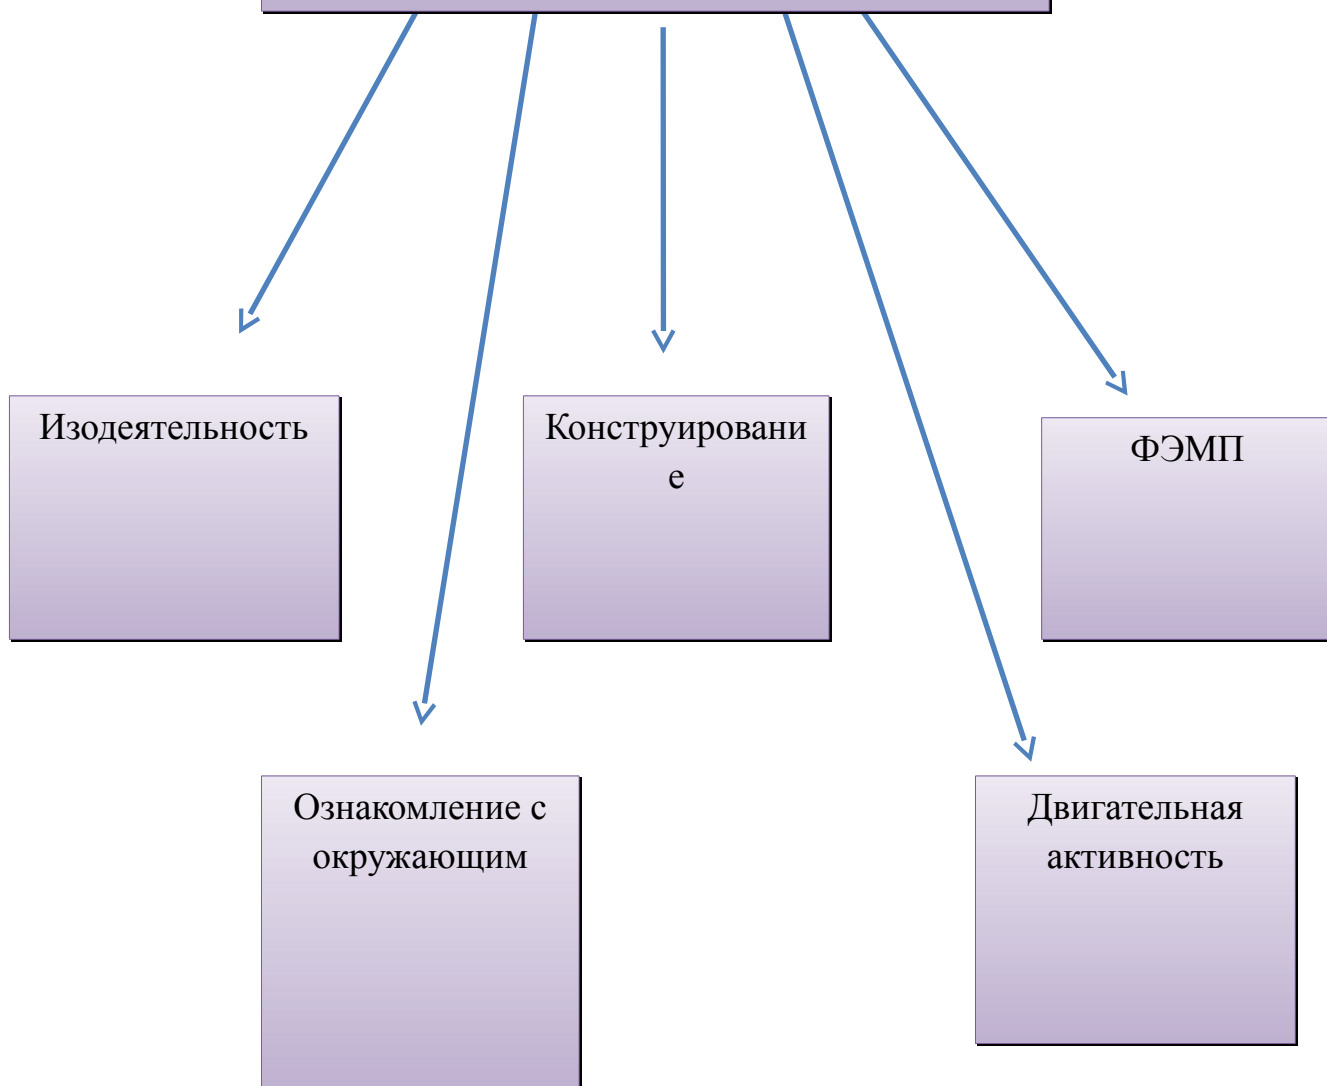 Изодеятельность
Конструировани
е
ФЭМП
Ознакомление с
окружающим
Двигательная
активность